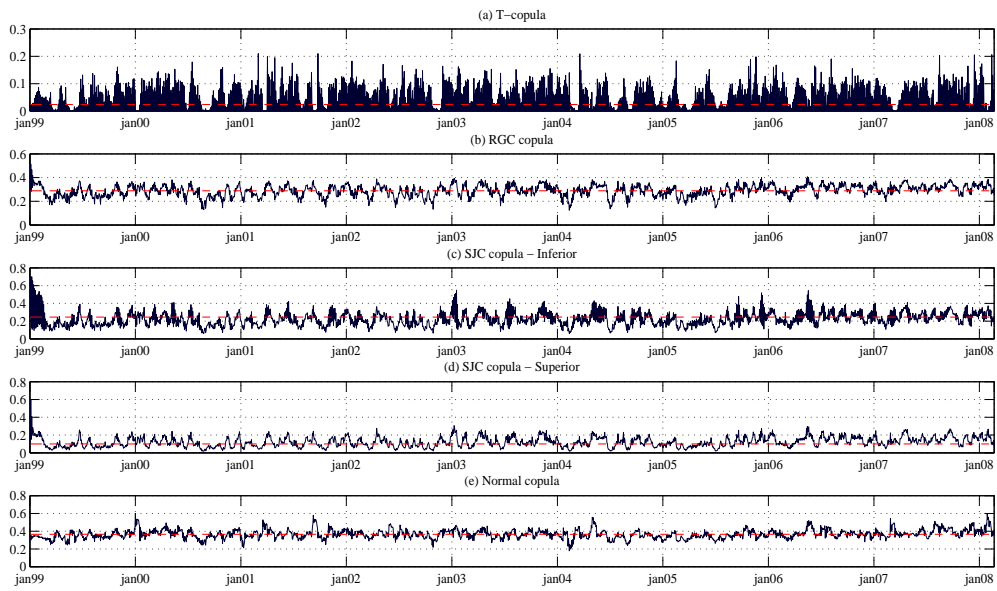 (a) T−copula
0.3
0.2
0.1
0
jan99 jan00 jan01 jan02 jan03 jan04 jan05 jan06 jan07 jan08
(b) RGC copula
0.6
0.4
0.2
0
jan99 jan00 jan01 jan02 jan03 jan04 jan05 jan06 jan07 jan08
(c) SJC copula − Inferior
0.8
0.6
0.4
0.2
0
jan99 jan00 jan01 jan02 jan03 jan04 jan05 jan06 jan07 jan08
(d) SJC copula − Superior
0.8
0.6
0.4
0.2
0
jan99 jan00 jan01 jan02 jan03 jan04 jan05 jan06 jan07 jan08
(e) Normal copula
0.8
0.6
0.4
0.2
0
jan99 jan00 jan01 jan02 jan03 jan04 jan05 jan06 jan07 jan08